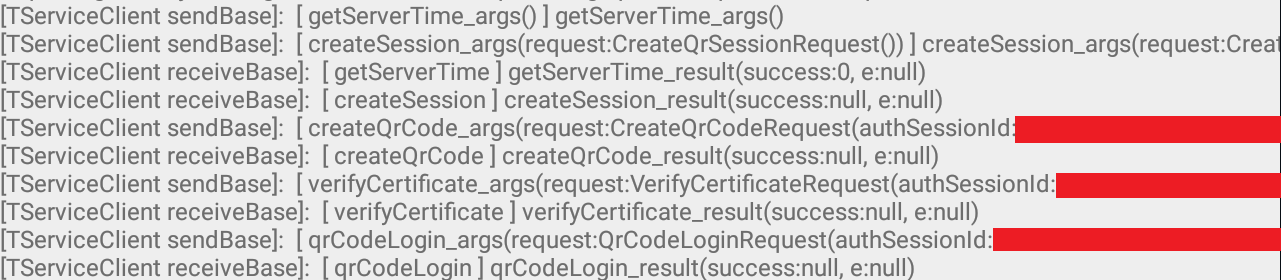 [TServiceClient sendBase]: [ getServerTime_args() ] getServerTime_args()
[TServiceClient sendBase]: [ createSession_args(request:CreateQrSessionRequest()) ] createSession_args(request:Creat
[TServiceClient receiveBase]: [ getServerTime ] getServerTime_result(success:0, e:null)
[TServiceClient receiveBase]: [ createSession ] createSession_result(success:null, e:null)
[TServiceClient sendBase]: [ createQrCode_args(request:CreateQrCodeRequest(authSessionId:
[TServiceClient receiveBase]: [ createQrCode ] createQrCode_result(success:null, e:null)
[TServiceClient sendBase]: [ verifyCertificate_args(request:VerifyCertificateRequest(authSessionId:
[TServiceClient receiveBase]: [ verifyCertificate ] verifyCertificate_result(success:null, e:null)
[TServiceClient sendBase]: [ qrCodeLogin_args(request:QrCodeLoginRequest(authSessionId:
[TServiceClient receiveBase]: [ qrCodeLogin ] qrCodeLogin_result(success:null, e:null)